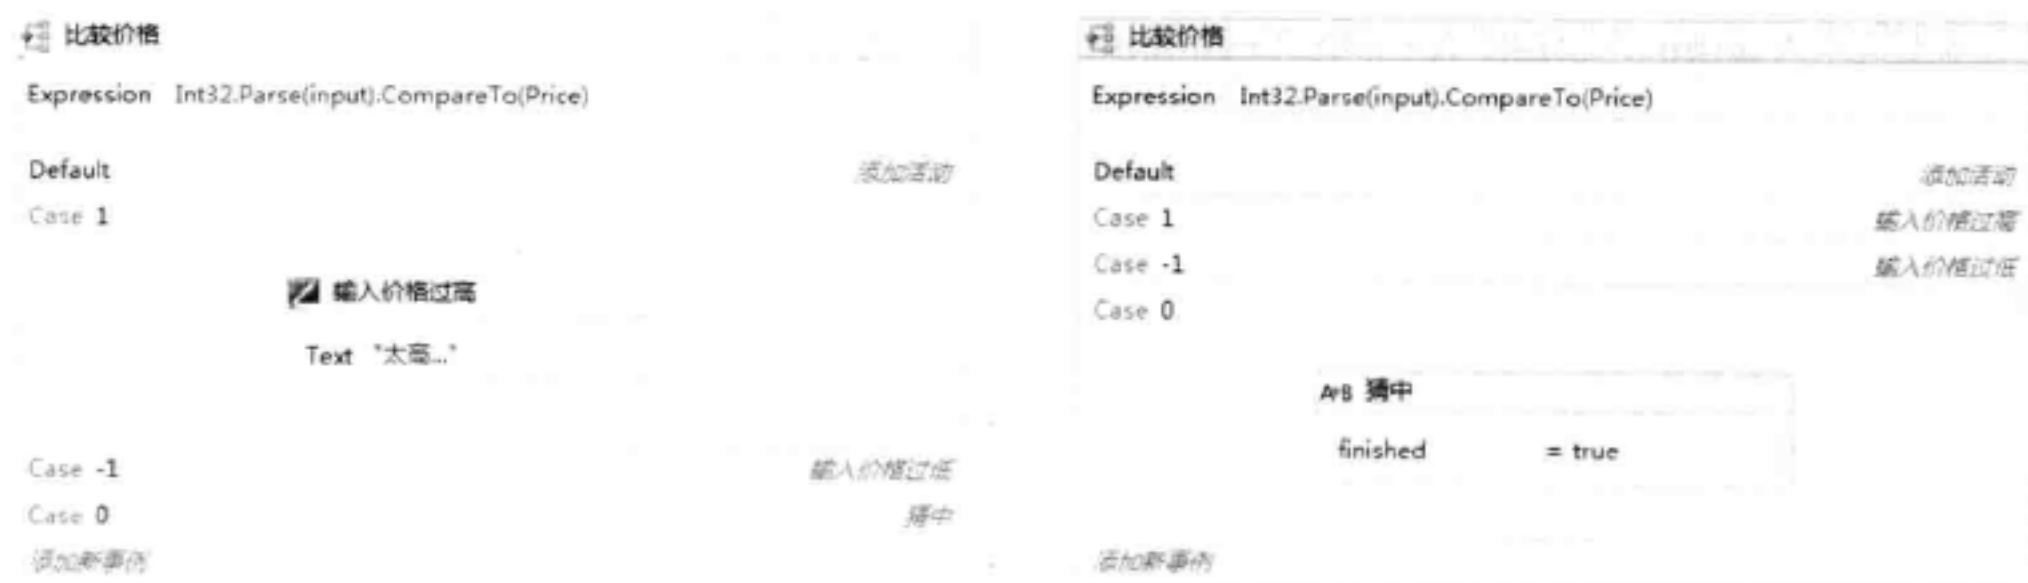 比较价格
Expression Int32.Parse(input).CompareTo(Price)
Default 添加活动
Case 1
输入价格过高
Text "太高..."
Case -1 输入价格过低
Case 0 猜中
添加新事例
比较价格
Expression Int32.Parse(input).CompareTo(Price)
Default 添加活动
Case 1 输入价格过高
Case -1 输入价格过低
Case 0
A+B 猜中
finished = true
添加新事例